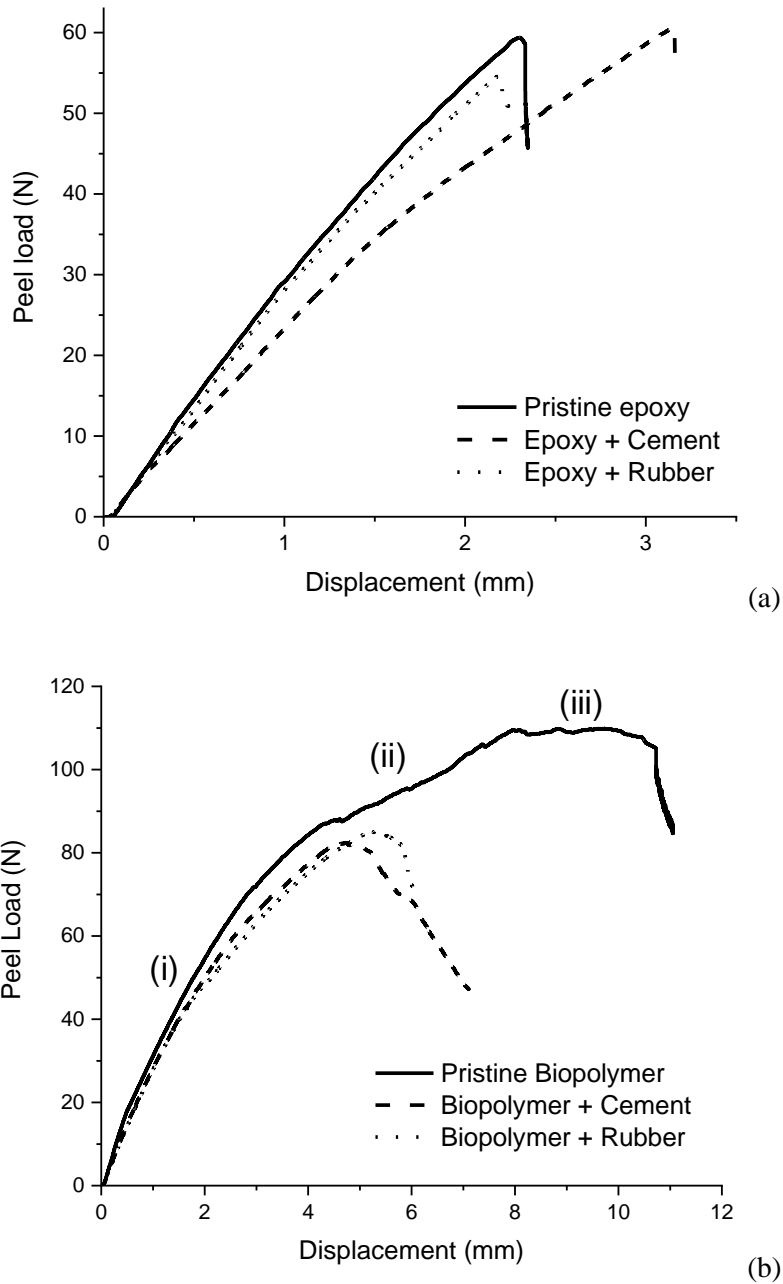 60
50
40
30
20
10
0
Peel load (N)
Pristine epoxy
Epoxy + Cement
Epoxy + Rubber
0 1 2 3
Displacement (mm)
(a)
120
100
80
60
40
20
0
Peel Load (N)
(i)
(ii)
(iii)
Pristine Biopolymer
Biopolymer + Cement
Biopolymer + Rubber
0 2 4 6 8 10 12
Displacement (mm)
(b)